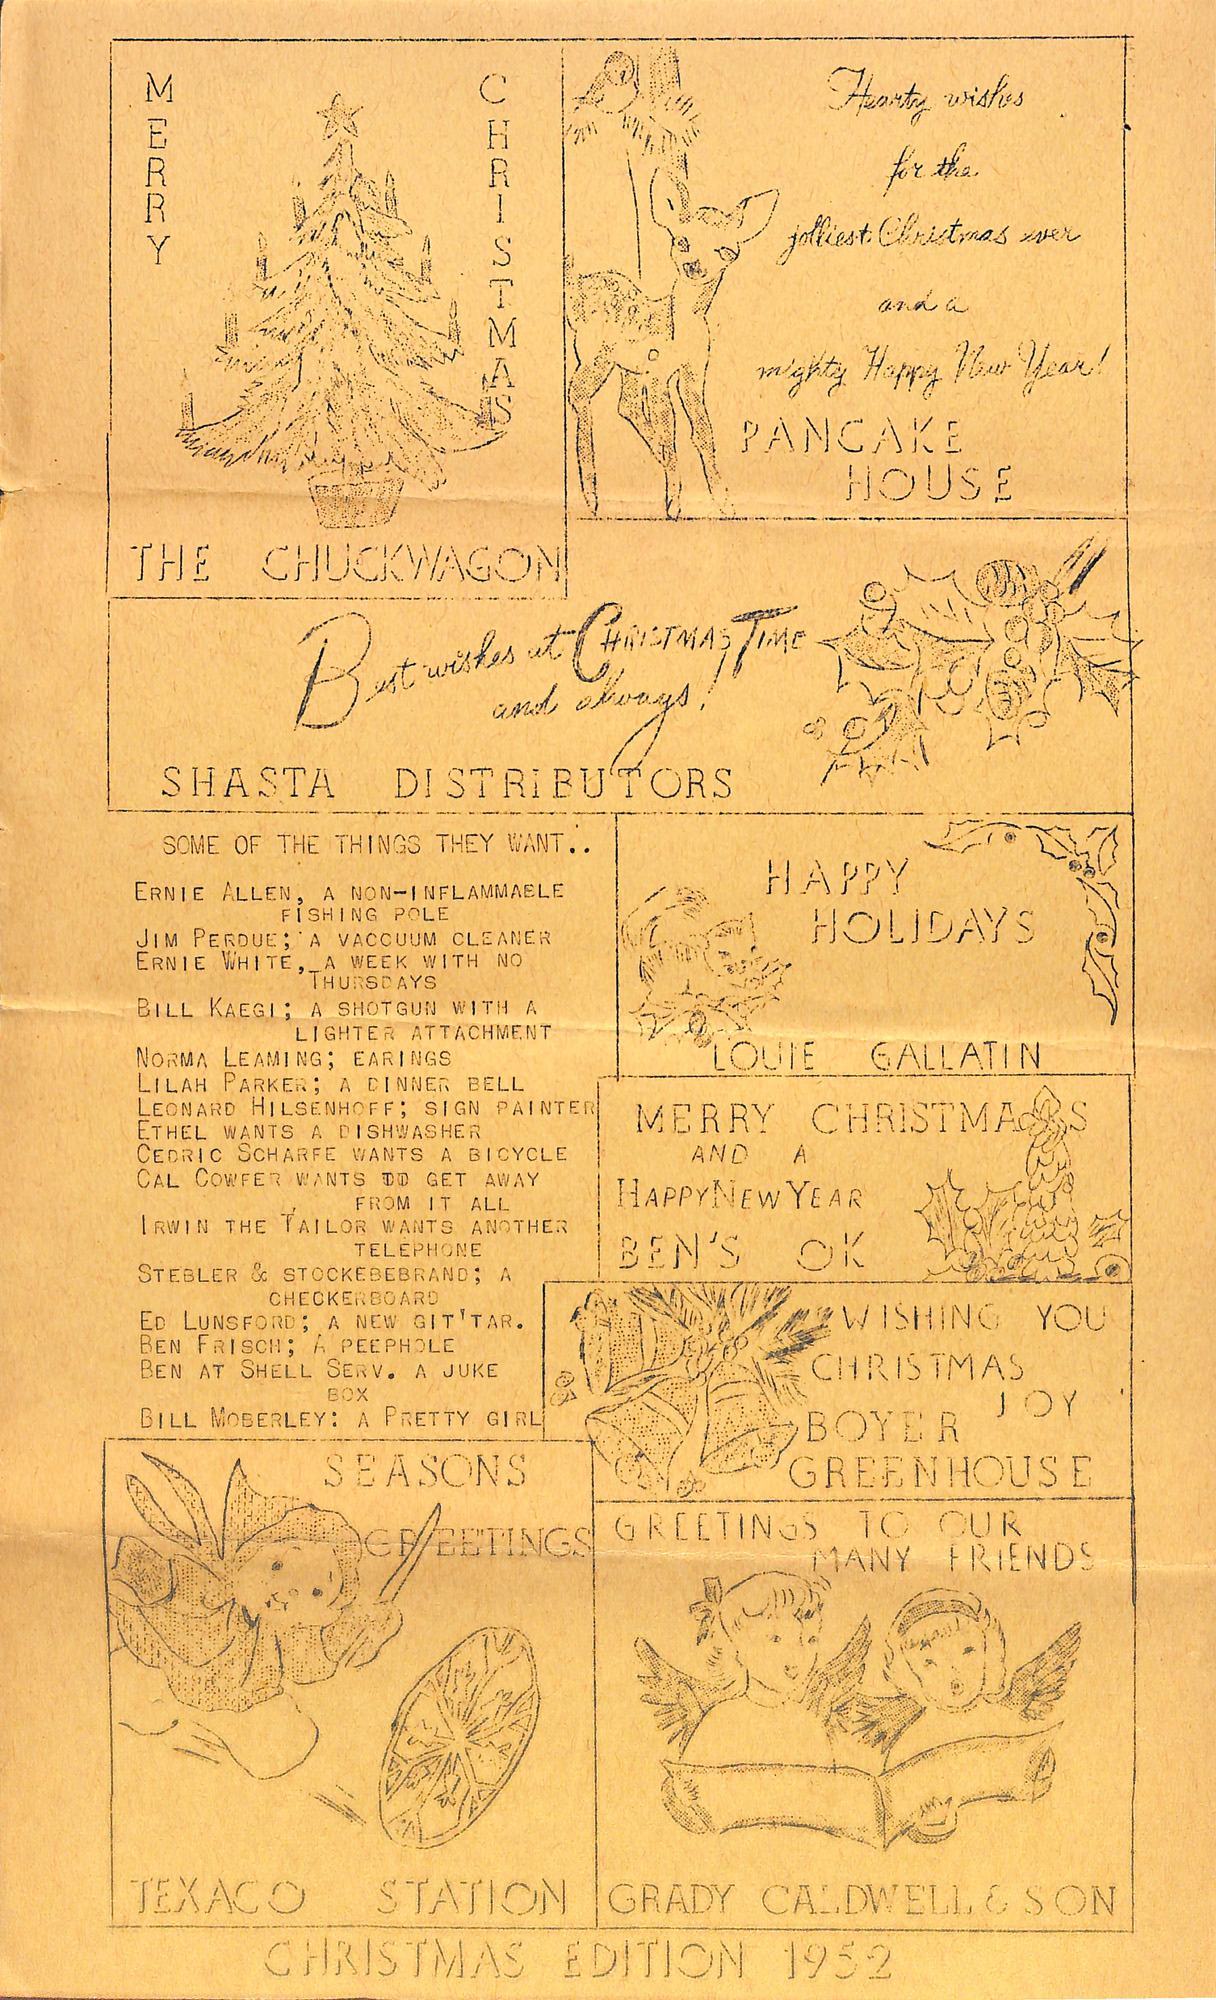 MERRY
CHRISTMAS
THE CHUCKWAGON
Hearty wishes
for the
jolliest Christmas ever
and a
mighty Happy New Year!
PANCAKE
HOUSE
Best wishes at CHRISTMAS TIME
and always!
SHASTA DISTRIBUTORS
SOME OF THE THINGS THEY WANT..
ERNIE ALLEN, A NON-INFLAMMABLE
FISHING POLE
JIM PERDUE; A VACCUUM CLEANER
ERNIE WHITE, A WEEK WITH NO
THURSDAYS
BILL KAEGI; A SHOTGUN WITH A
LIGHTER ATTACHMENT
NORMA LEAMING; EARINGS
LILAH PARKER; A DINNER BELL
LEONARD HILSENHOFF; SIGN PAINTER
ETHEL WANTS A DISHWASHER
CEDRIC SCHARFE WANTS A BICYCLE
CAL COWFER WANTS TO GET AWAY
FROM IT ALL
IRWIN THE TAILOR WANTS ANOTHER
TELEPHONE
STEBLER & STOCKEBEBRAND; A
CHECKERBOARD
ED LUNSFORD; A NEW GIT'TAR.
BEN FRISCH; A PEEPHOLE
BEN AT SHELL SERV. A JUKE
BOX
BILL MOBERLEY: A PRETTY GIRL
HAPPY
HOLIDAYS
LOUIE GALLATIN
MERRY CHRISTMAS
AND A
HAPPY NEW YEAR
BEN'S OK
WISHING YOU
CHRISTMAS
JOY
BOYER
GREENHOUSE
SEASONS
GREETINGS
TEXACO STATION
GREETINGS TO OUR
MANY FRIENDS
GRADY CALDWELL & SON
CHRISTMAS EDITION 1952